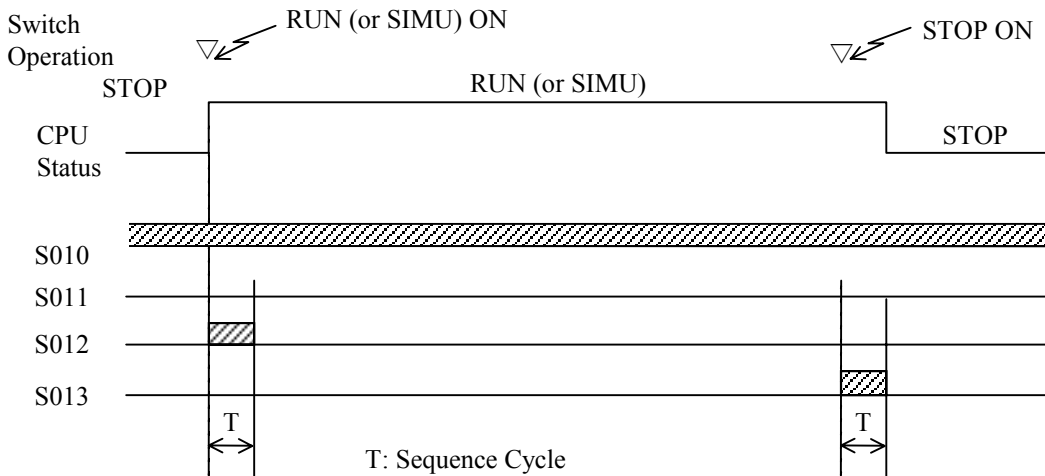 Switch
Operation
RUN (or SIMU) ON
STOP ON
STOP
RUN (or SIMU)
CPU
Status
STOP
S010
S011
S012
S013
T
T
T: Sequence Cycle